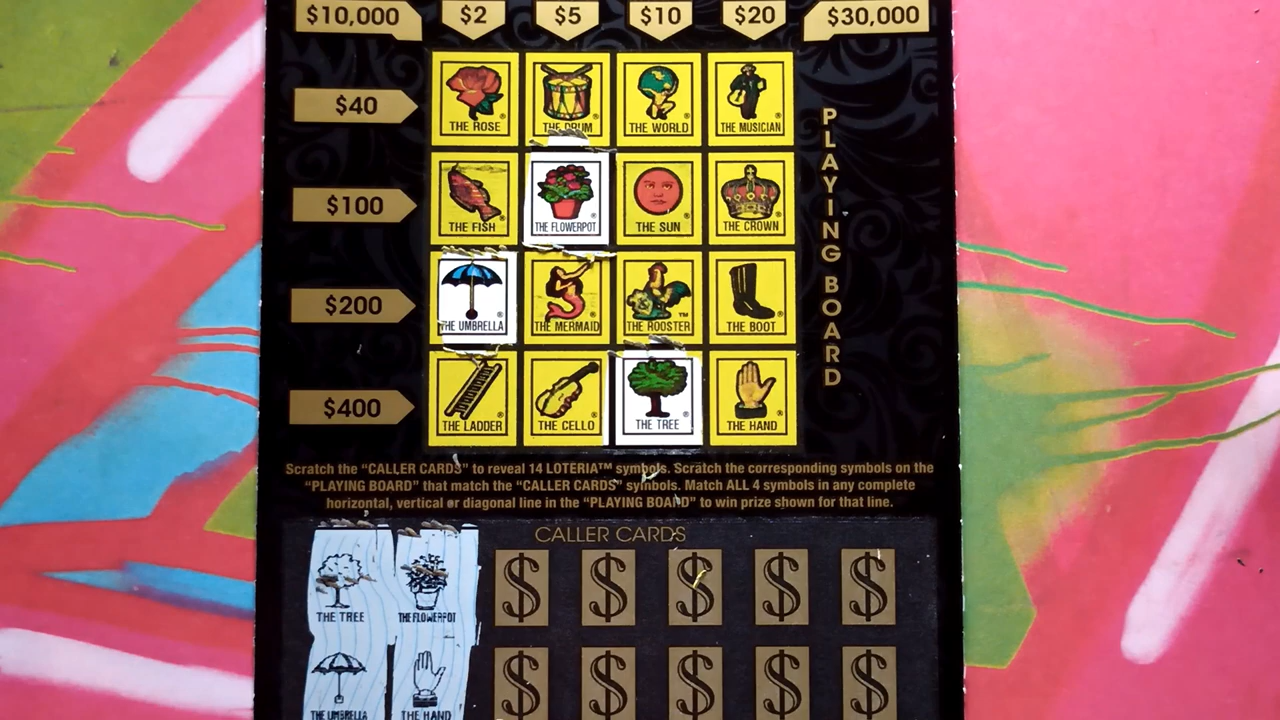 $10,000 $2 $5 $10 $20 $30,000
$40
THE ROSE® THE DRUM® THE WORLD® THE MUSICIAN®
$100
THE FISH® THE FLOWERPOT® THE SUN® THE CROWN®
$200
THE UMBRELLA® THE MERMAID® THE ROOSTER™ THE BOOT®
$400
THE LADDER® THE CELLO® THE TREE® THE HAND®
PLAYING BOARD
Scratch the “CALLER CARDS” to reveal 14 LOTERIA™ symbols. Scratch the corresponding symbols on the
“PLAYING BOARD” that match the “CALLER CARDS” symbols. Match ALL 4 symbols in any complete
horizontal, vertical or diagonal line in the “PLAYING BOARD” to win prize shown for that line.
CALLER CARDS
$ $ $ $ $
THE TREE THE FLOWERPOT
$ $ $ $ $
THE UMBRELLA THE HAND